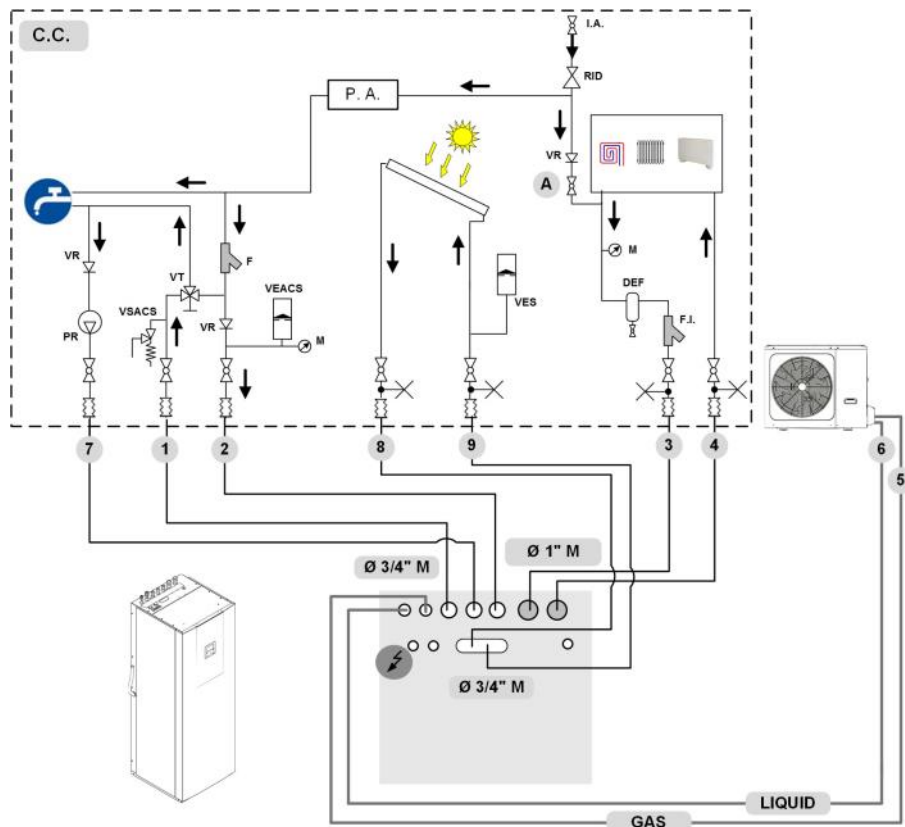 C.C.
I.A.
RID
P. A.
VR
A
M
F
VR
VT
VEACS
VES
DEF
VSACS
VR
M
F.I.
PR
7
1
2
8
9
3
4
6
5
Ø 1" M
Ø 3/4" M
Ø 3/4" M
LIQUID
GAS